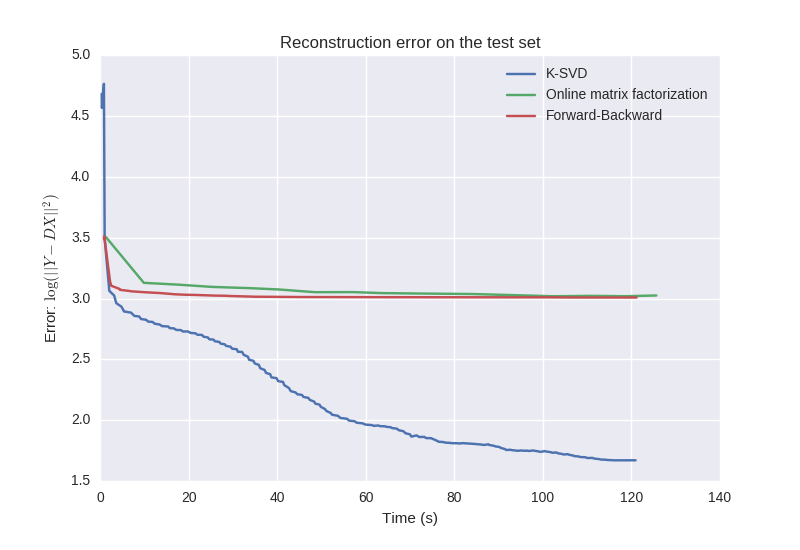 Reconstruction error on the test set
K-SVD
Online matrix factorization
Forward-Backward
5.0
4.5
4.0
3.5
3.0
2.5
2.0
1.5
Error: log(||Y − DX||²)
0 20 40 60 80 100 120 140
Time (s)